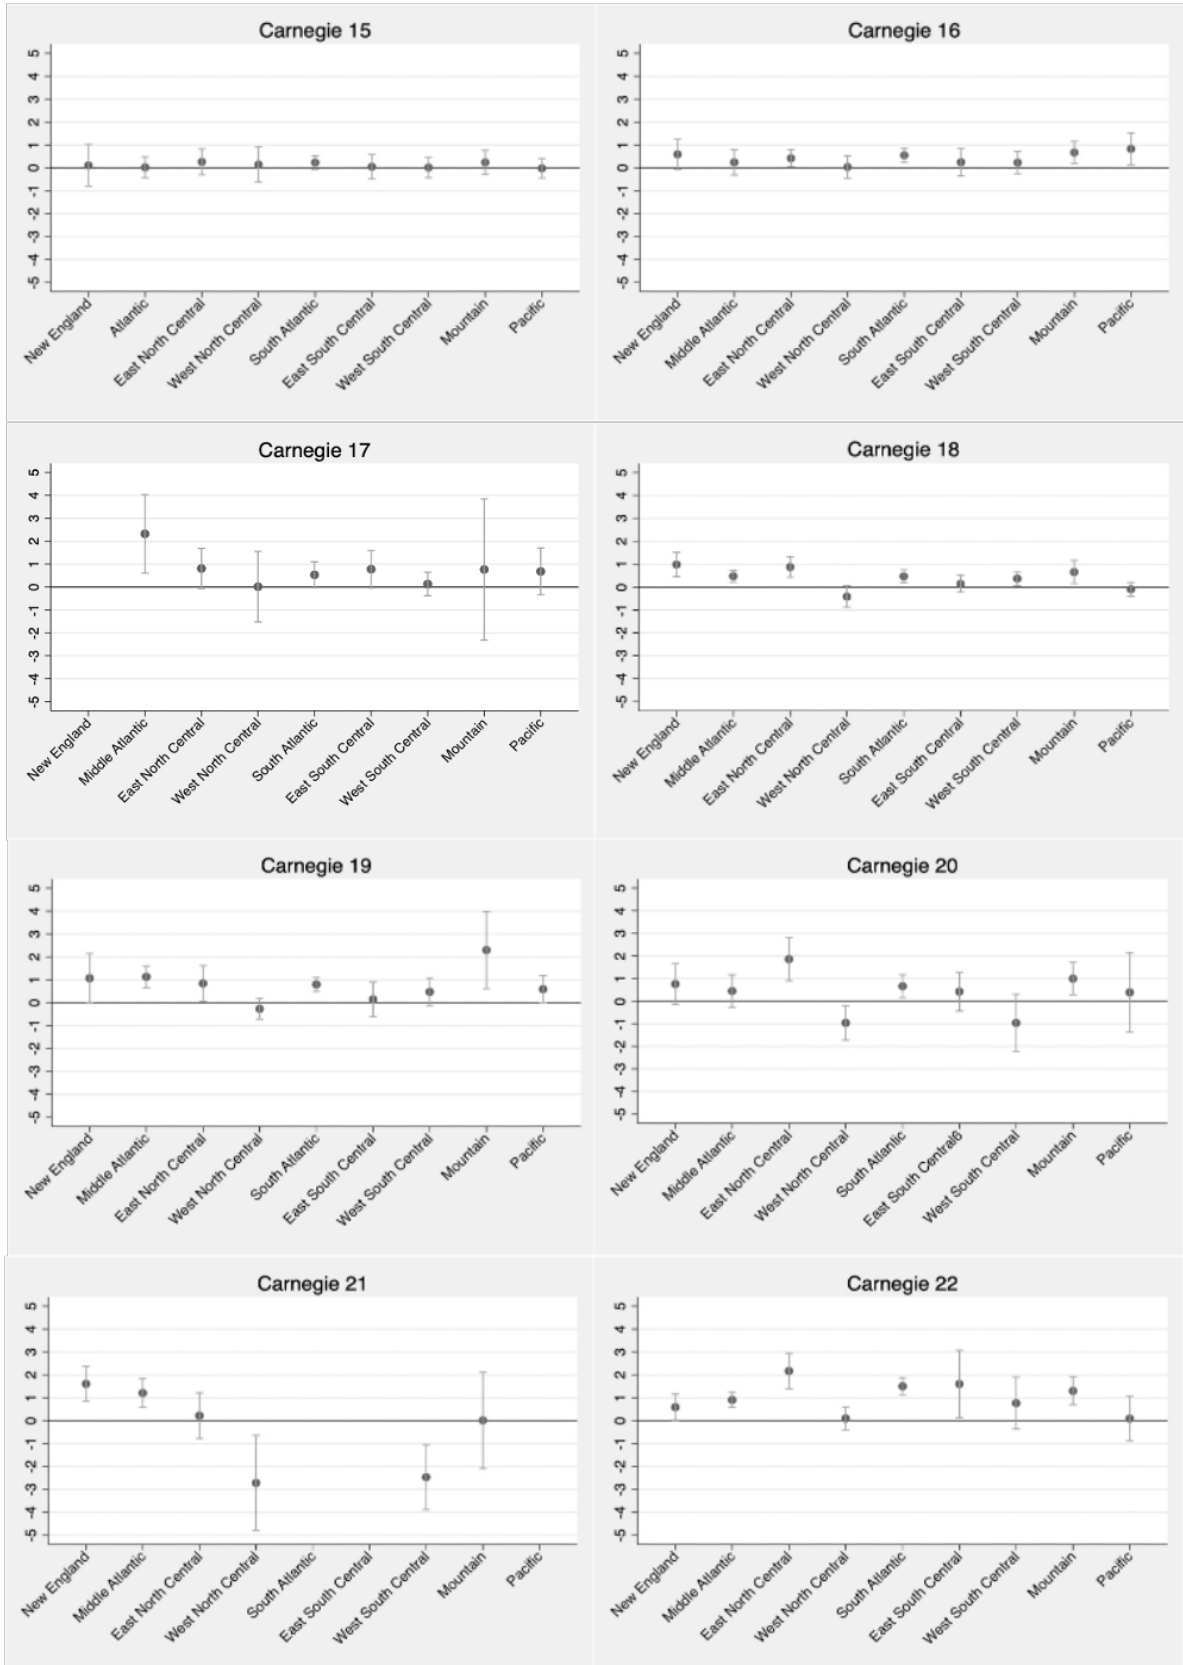 Carnegie 15
5
4
3
2
1
0
-1
-2
-3
-4
-5
New England
Atlantic
East North Central
West North Central
South Atlantic
East South Central
West South Central
Mountain
Pacific
Carnegie 16
5
4
3
2
1
0
-1
-2
-3
-4
-5
New England
Middle Atlantic
East North Central
West North Central
South Atlantic
East South Central
West South Central
Mountain
Pacific
Carnegie 17
5
4
3
2
1
0
-1
-2
-3
-4
-5
New England
Middle Atlantic
East North Central
West North Central
South Atlantic
East South Central
West South Central
Mountain
Pacific
Carnegie 18
5
4
3
2
1
0
-1
-2
-3
-4
-5
New England
Middle Atlantic
East North Central
West North Central
South Atlantic
East South Central
West South Central
Mountain
Pacific
Carnegie 19
5
4
3
2
1
0
-1
-2
-3
-4
-5
New England
Middle Atlantic
East North Central
West North Central
South Atlantic
East South Central
West South Central
Mountain
Pacific
Carnegie 20
5
4
3
2
1
0
-1
-2
-3
-4
-5
New England
Middle Atlantic
East North Central
West North Central
South Atlantic
East South Central6
West South Central
Mountain
Pacific
Carnegie 21
5
4
3
2
1
0
-1
-2
-3
-4
-5
New England
Middle Atlantic
East North Central
West North Central
South Atlantic
East South Central
West South Central
Mountain
Pacific
Carnegie 22
5
4
3
2
1
0
-1
-2
-3
-4
-5
New England
Middle Atlantic
East North Central
West North Central
South Atlantic
East South Central
West South Central
Mountain
Pacific